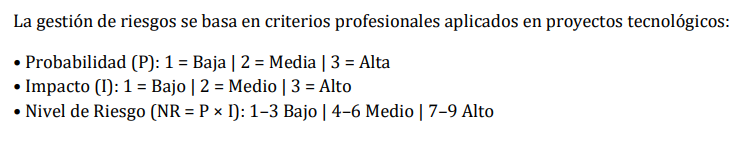 La gestión de riesgos se basa en criterios profesionales aplicados en proyectos tecnológicos:
• Probabilidad (P): 1 = Baja | 2 = Media | 3 = Alta
• Impacto (I): 1 = Bajo | 2 = Medio | 3 = Alto
• Nivel de Riesgo (NR = P × I): 1–3 Bajo | 4–6 Medio | 7–9 Alto